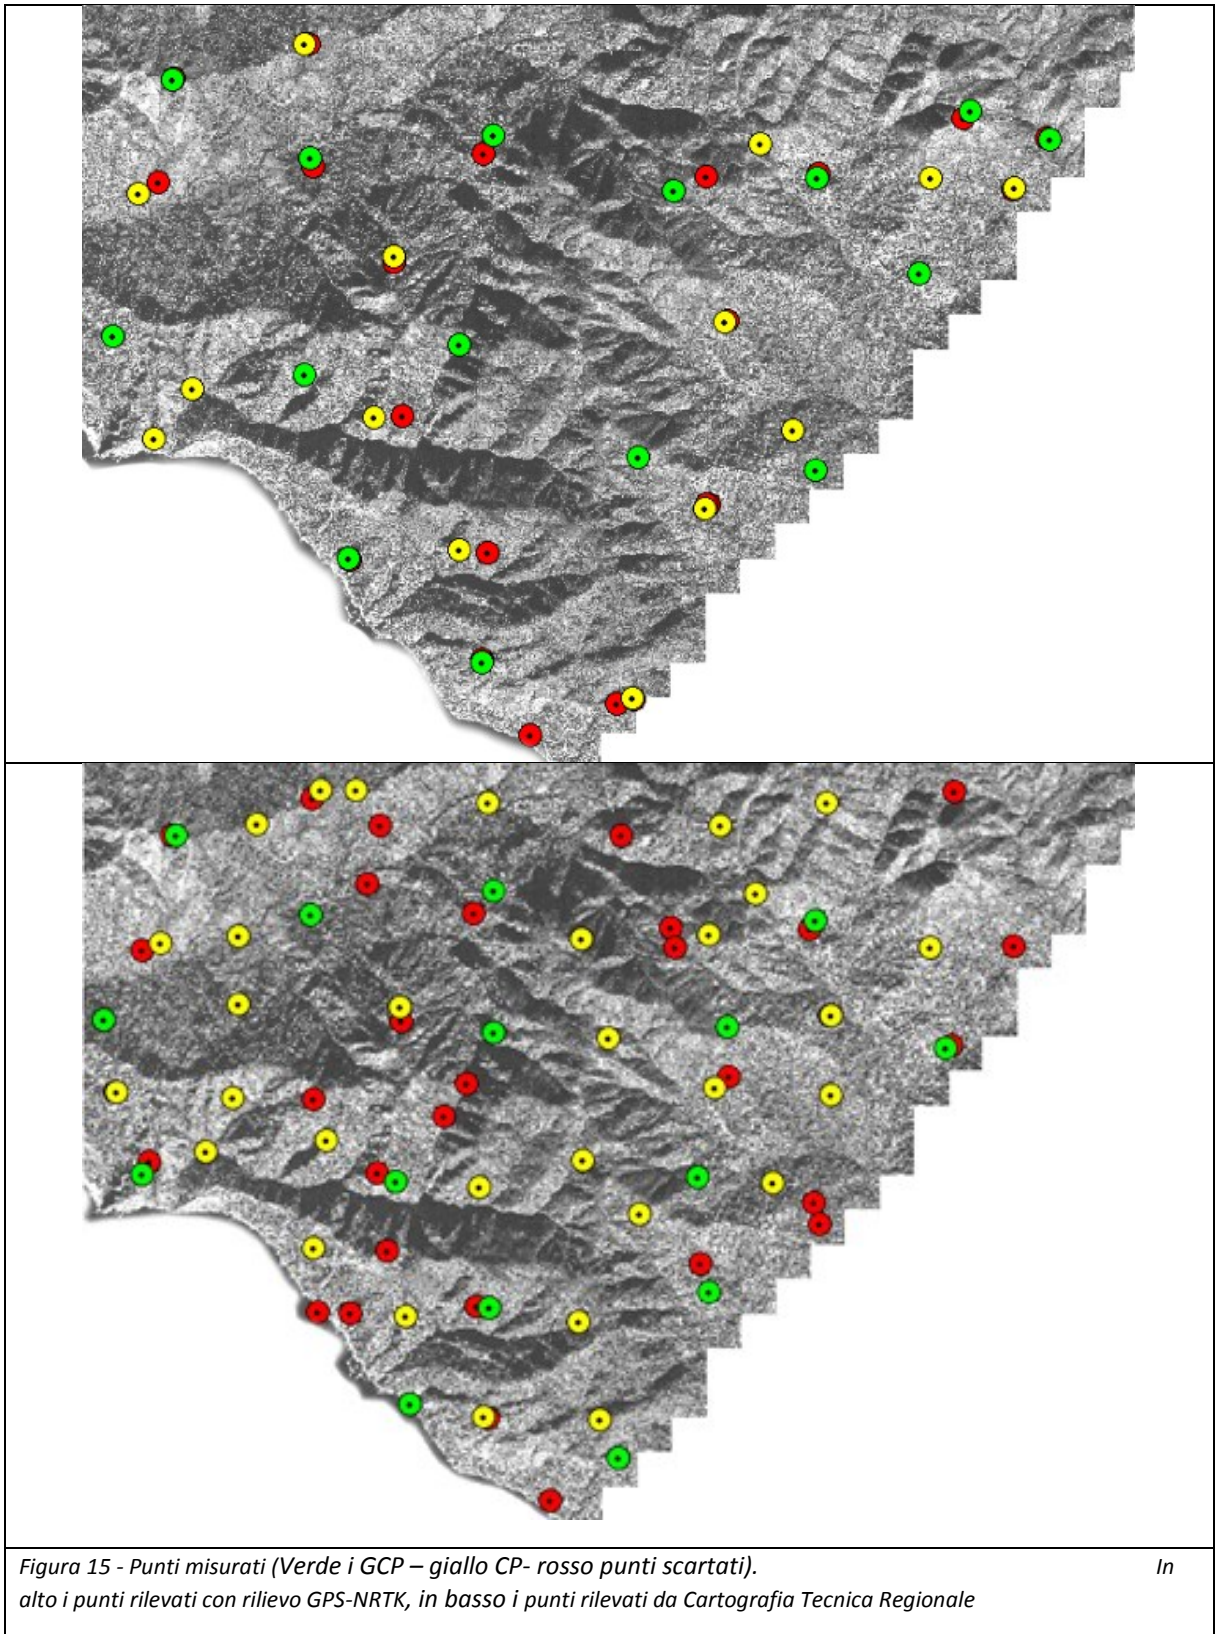 Figura 15 - Punti misurati (Verde i GCP – giallo CP- rosso punti scartati). In
alto i punti rilevati con rilievo GPS-NRTK, in basso i punti rilevati da Cartografia Tecnica Regionale